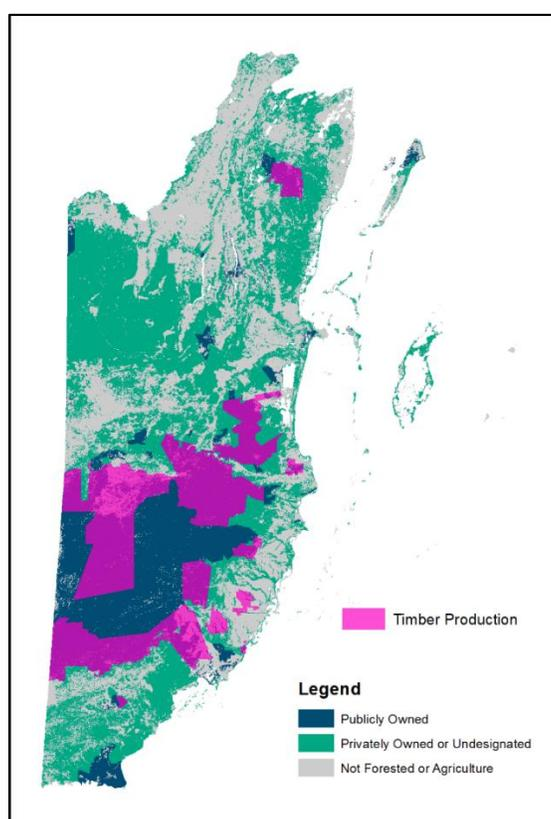 Timber Production
Legend
Publicly Owned
Privately Owned or Undesignated
Not Forested or Agriculture